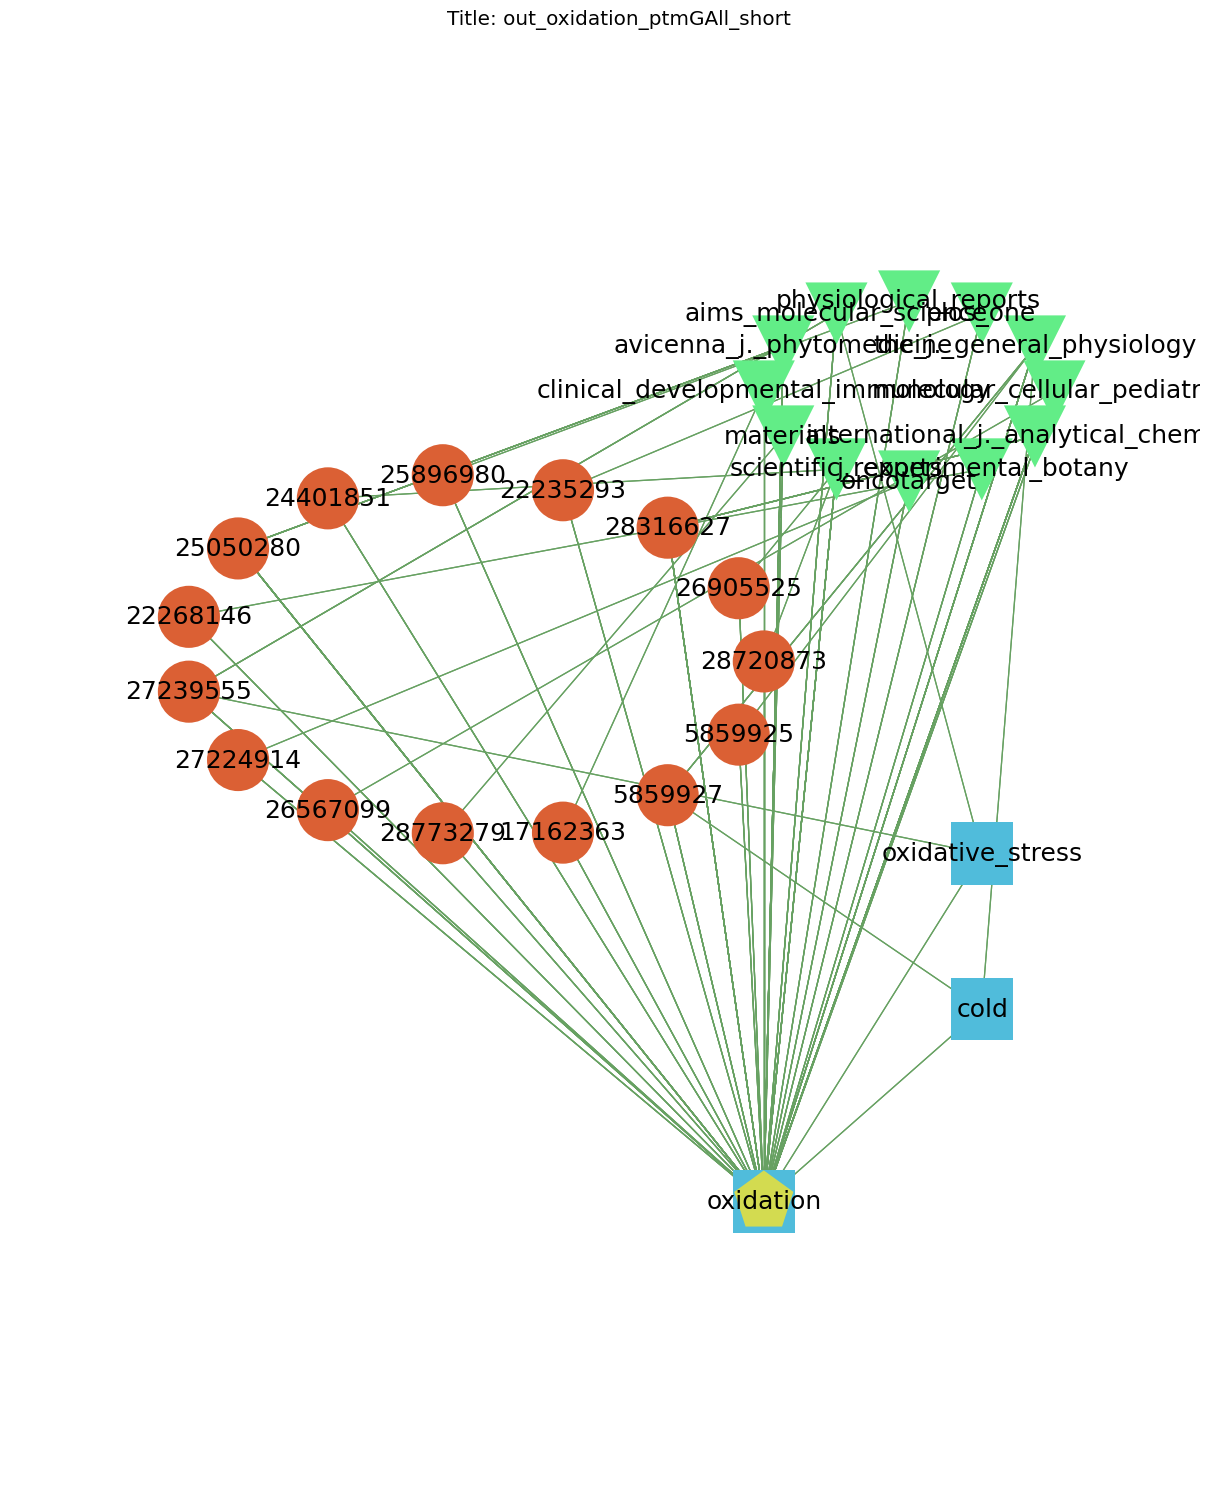 Title: out_oxidation_ptmGAll_short
physiological_reports
aims_molecular_science
plos_one
avicenna_j._phytomedicine
the_j._general_physiology
clinical_developmental_immunology
molecular_cellular_pediatr
materials
international_j._analytical_chem
scientific_reports
j._experimental_botany
oncotarget
25896980
22235293
24401851
28316627
25050280
26905525
22268146
28720873
27239555
5859925
27224914
5859927
26567099
28773279
17162363
oxidative_stress
cold
oxidation